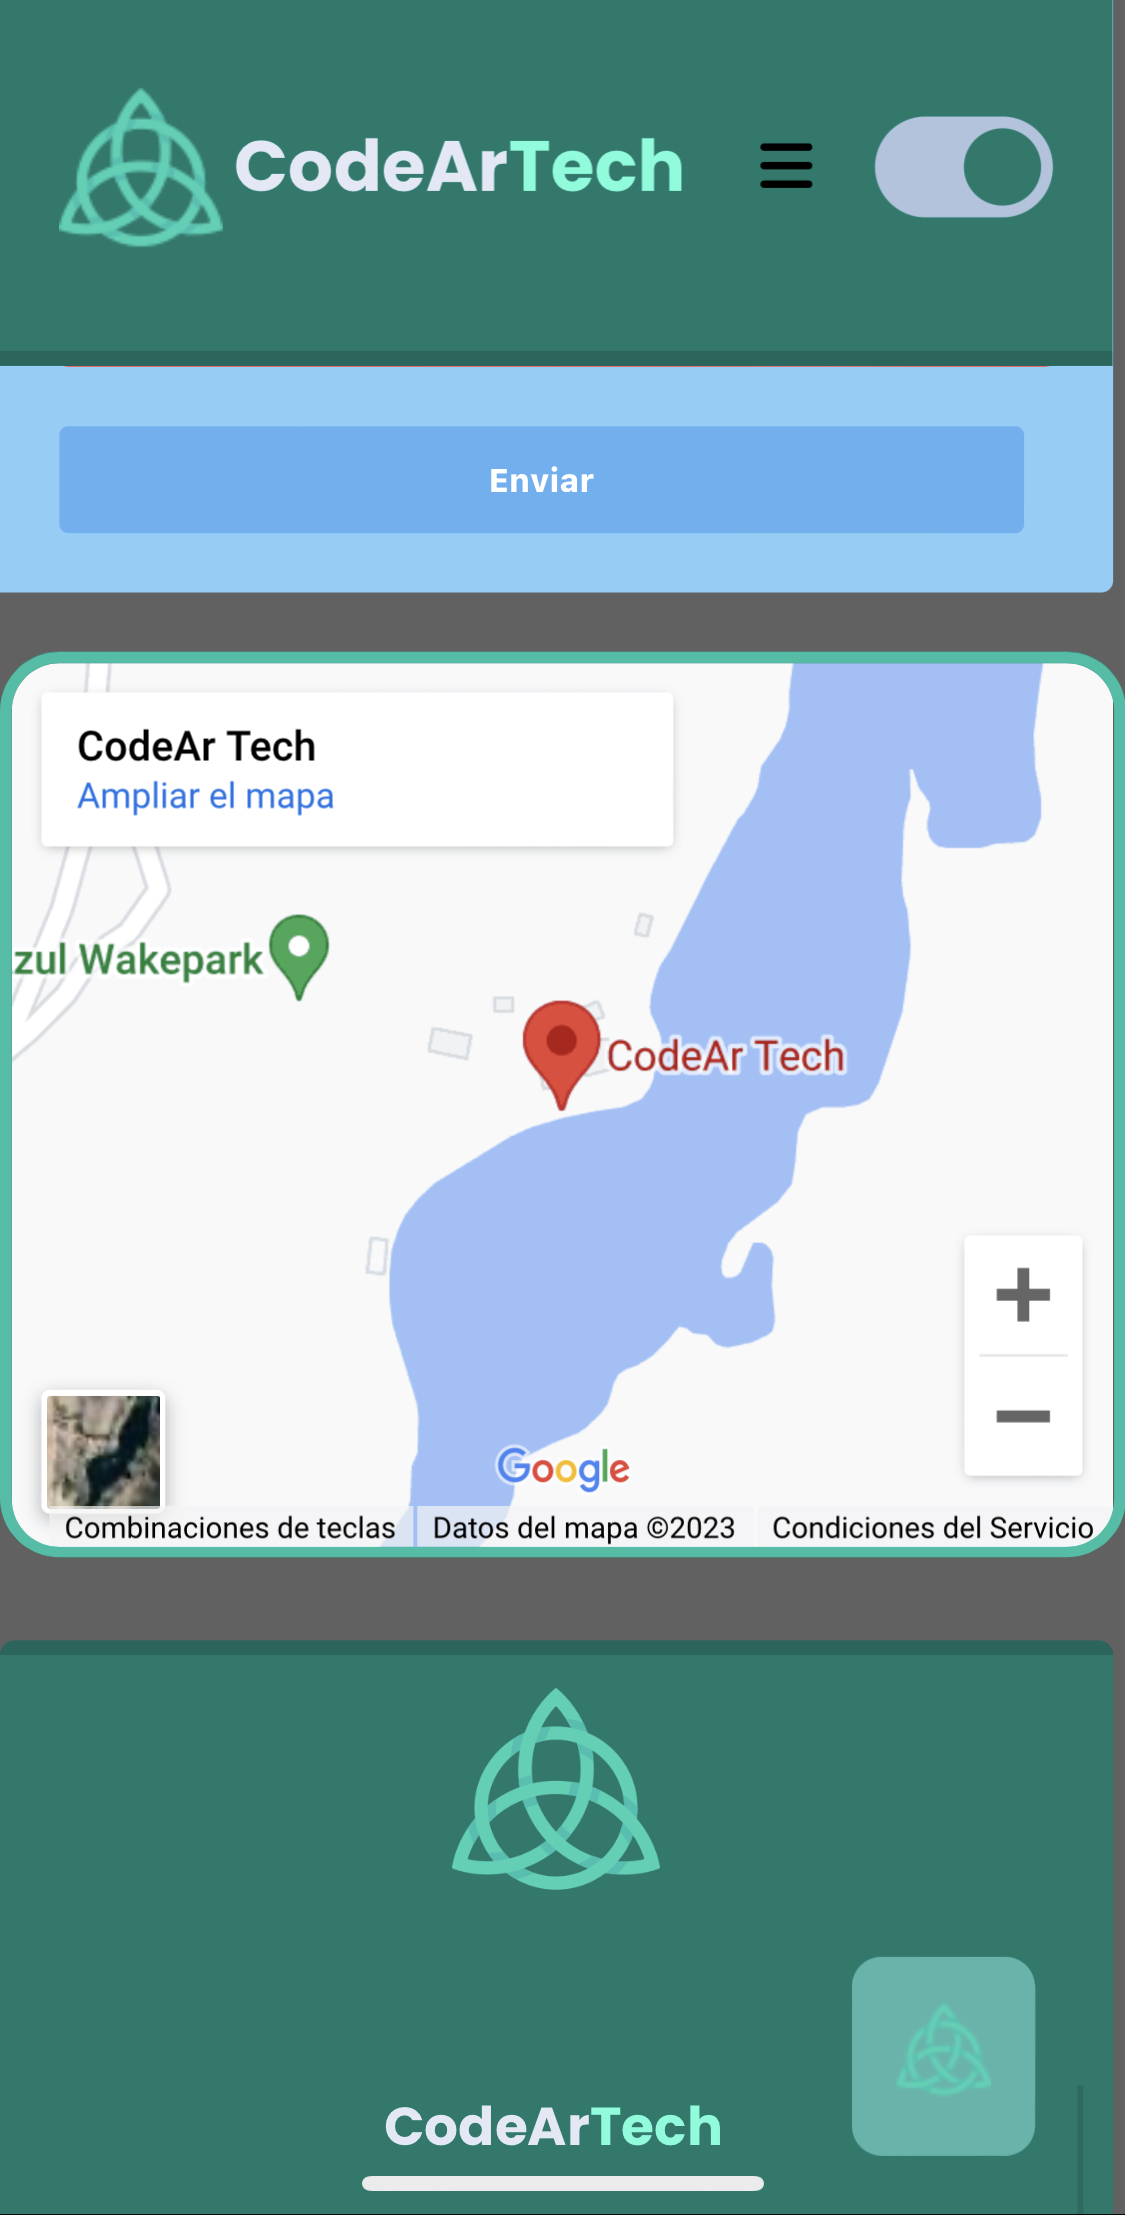 CodeArTech
Enviar
CodeAr Tech
Ampliar el mapa
zul Wakepark
CodeAr Tech
Google
Combinaciones de teclas
Datos del mapa ©2023
Condiciones del Servicio
CodeArTech